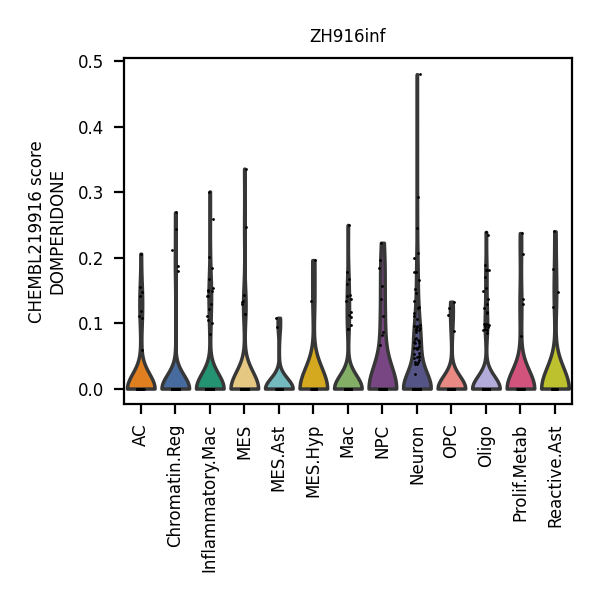 ZH916inf
CHEMBL219916 score
DOMPERIDONE
0.5
0.4
0.3
0.2
0.1
0.0
AC
Chromatin.Reg
Inflammatory.Mac
MES
MES.Ast
MES.Hyp
Mac
NPC
Neuron
OPC
Oligo
Prolif.Metab
Reactive.Ast